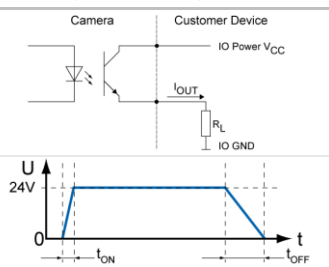 Camera Customer Device
IO Power VCC
IOUT
RL
IO GND
U
24V
0
t
tON tOFF